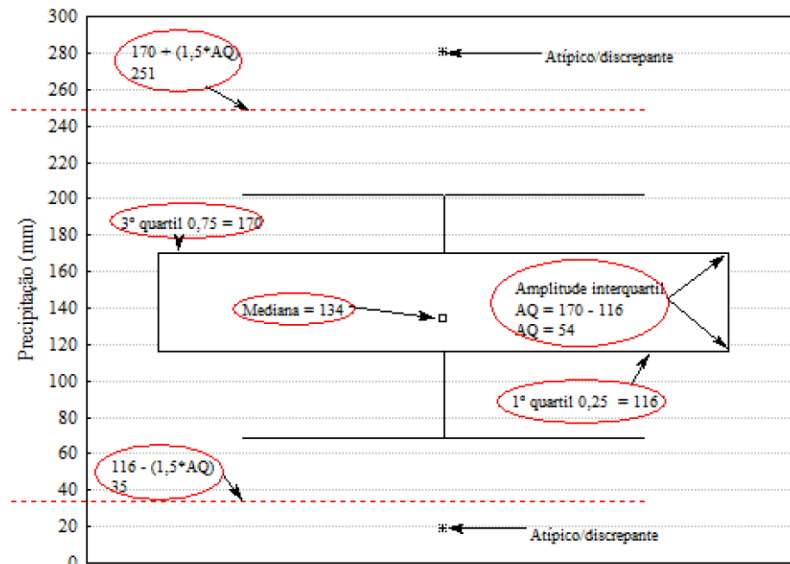 300
280
260
240
220
200
180
160
140
120
100
80
60
40
20
0
Precipitação (mm)
170 + (1,5*AQ)
251
Atípico/discrepante
3º quartil 0,75 = 170
Mediana = 134
Amplitude interquartil
AQ = 170 - 116
AQ = 54
1º quartil 0,25 = 116
116 - (1,5*AQ)
35
Atípico/discrepante